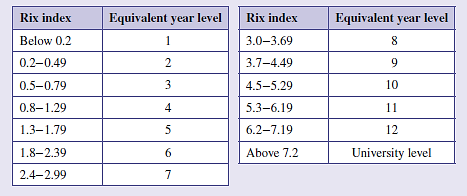 Rix index Equivalent year level
Below 0.2 1
0.2–0.49 2
0.5–0.79 3
0.8–1.29 4
1.3–1.79 5
1.8–2.39 6
2.4–2.99 7
Rix index Equivalent year level
3.0–3.69 8
3.7–4.49 9
4.5–5.29 10
5.3–6.19 11
6.2–7.19 12
Above 7.2 University level